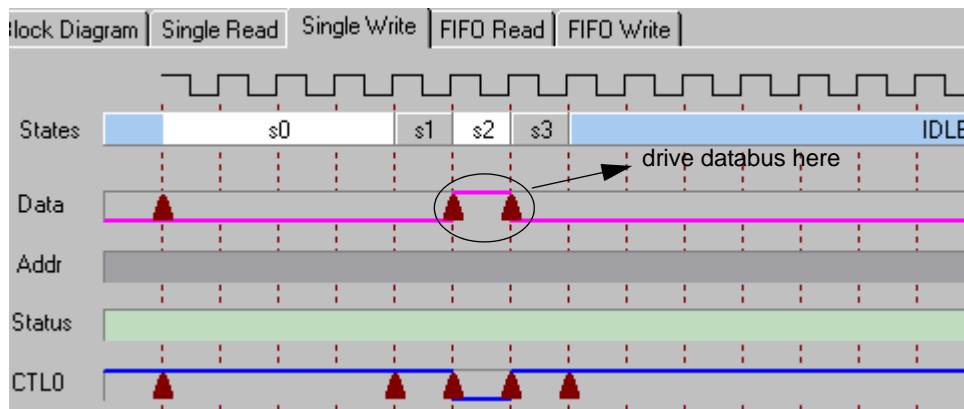 lock Diagram Single Read Single Write FIFO Read FIFO Write
States s0 s1 s2 s3 IDLE
drive databus here
Data
Addr
Status
CTL0